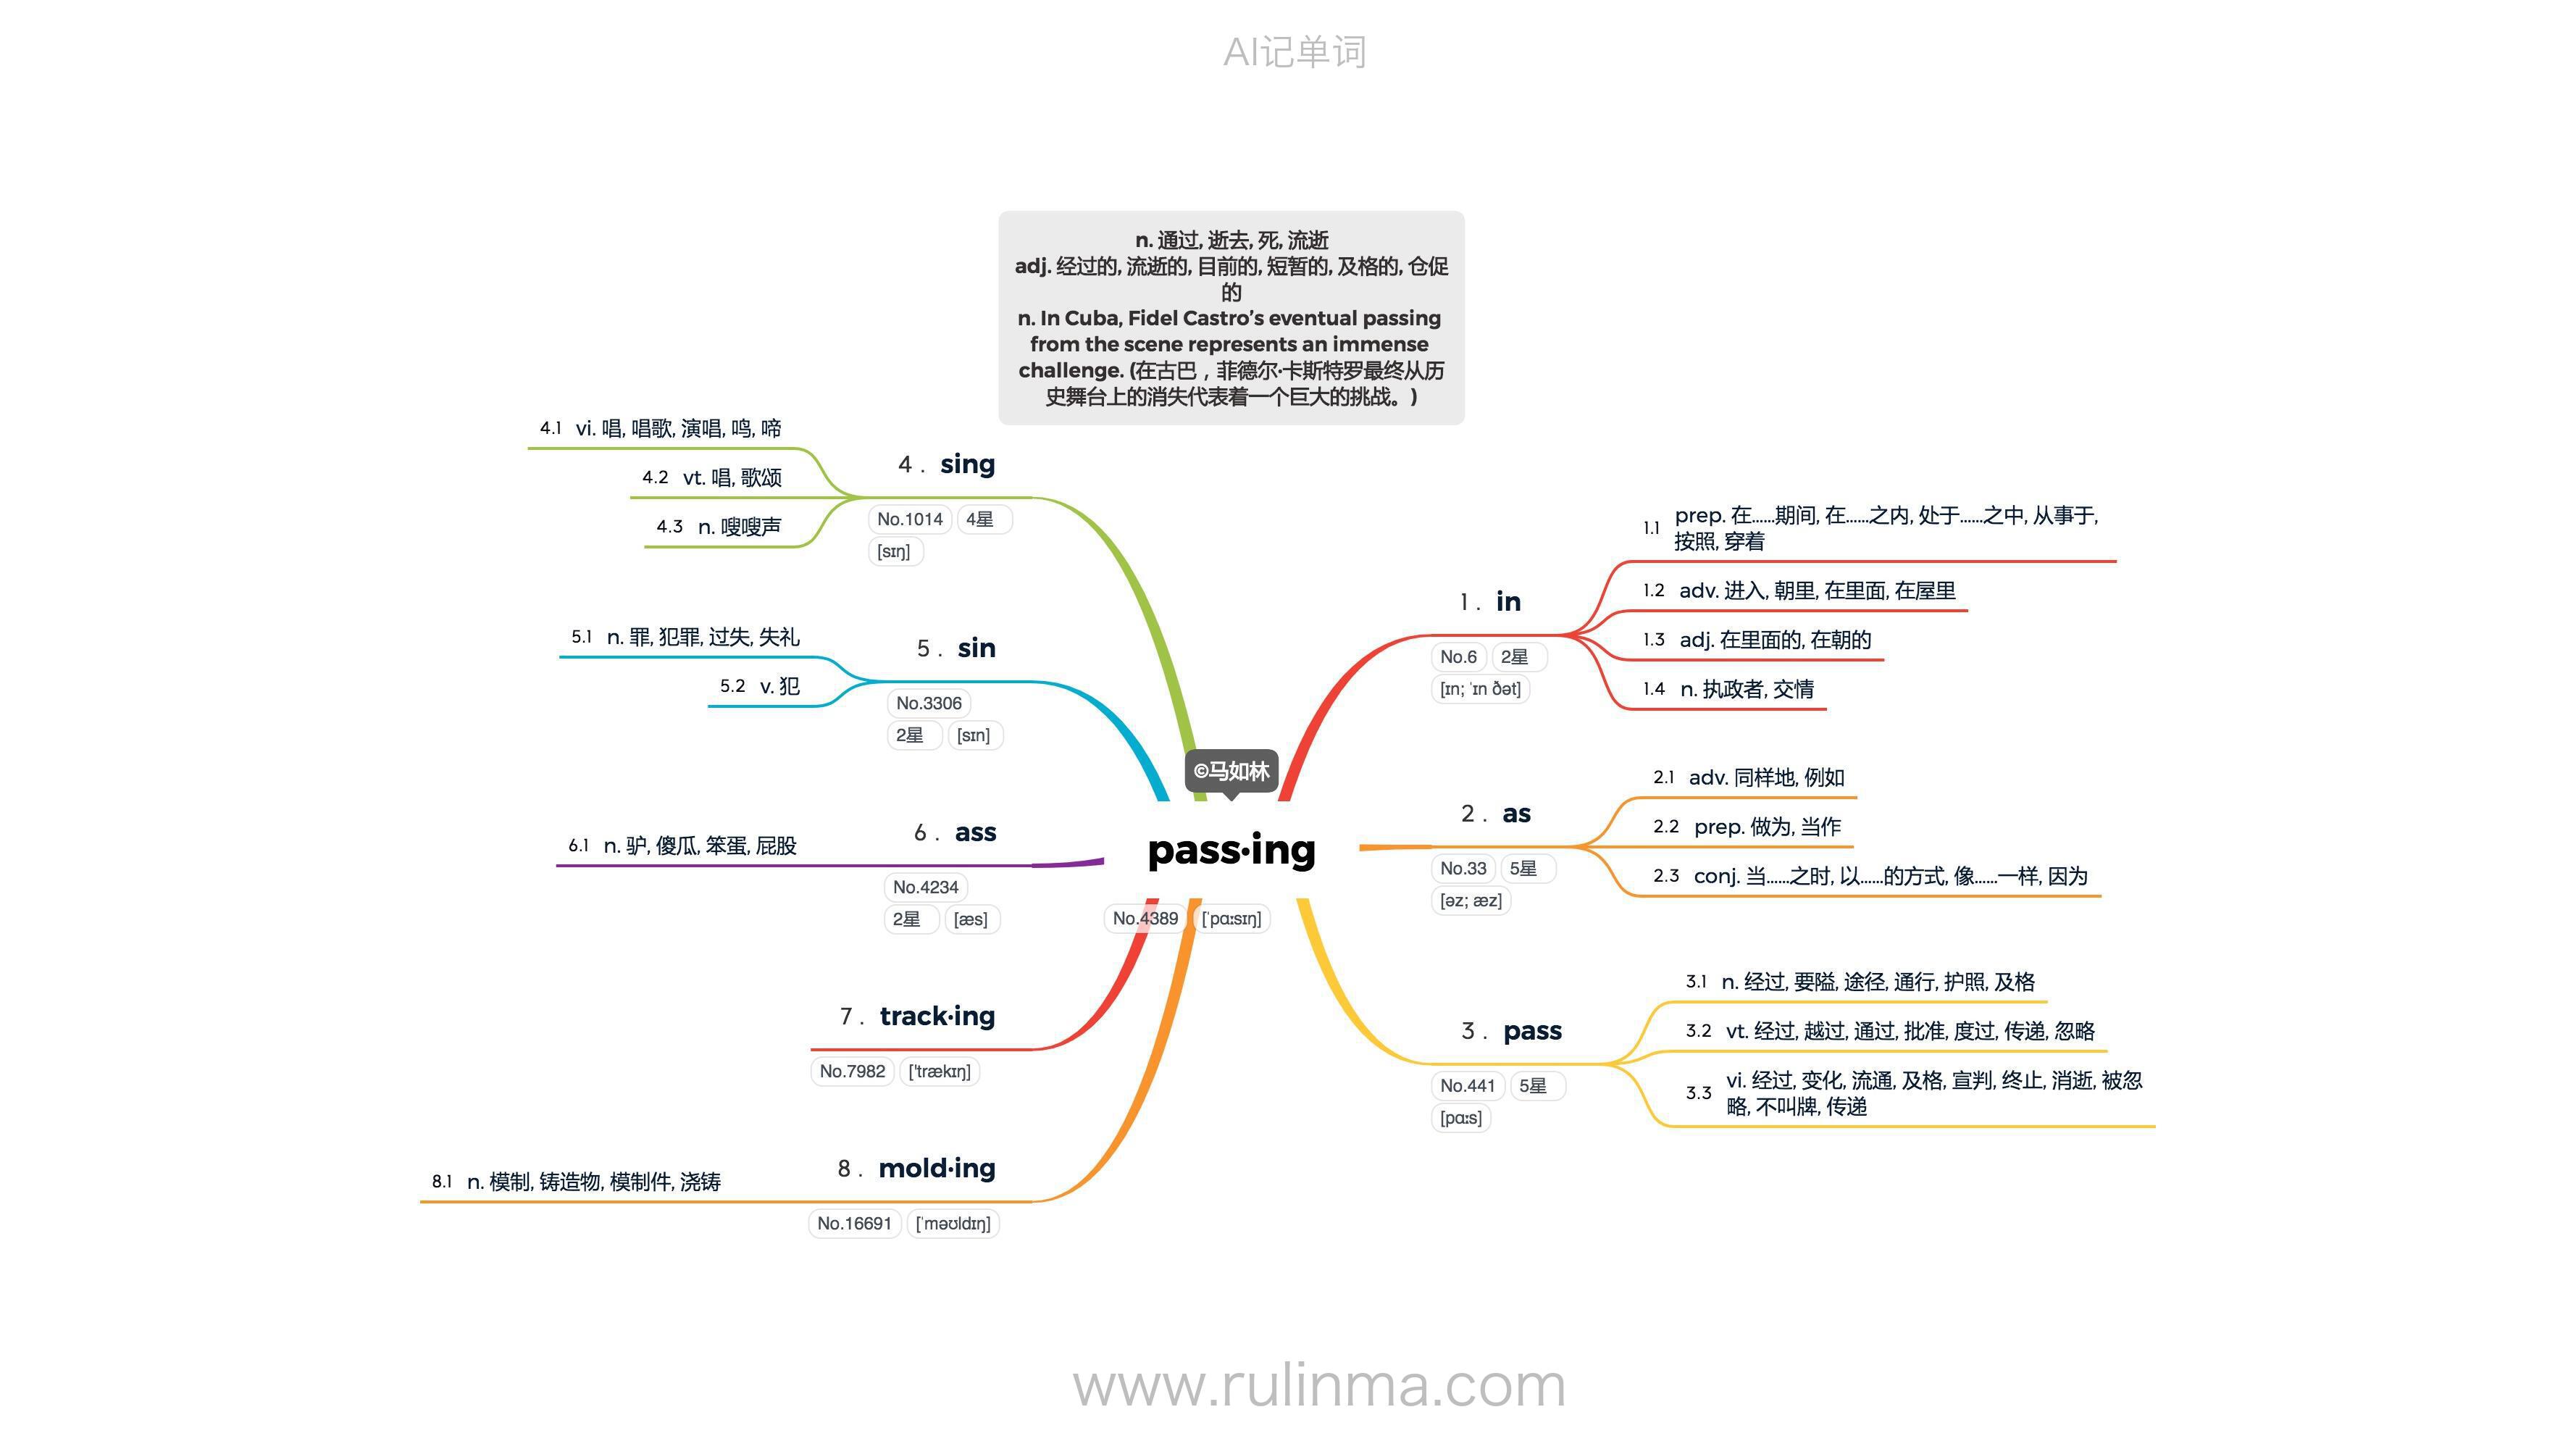 AI记单词
n. 通过, 逝去, 死, 流逝
adj. 经过的, 流逝的, 目前的, 短暂的, 及格的, 仓促
的
n. In Cuba, Fidel Castro’s eventual passing
from the scene represents an immense
challenge. (在古巴，菲德尔·卡斯特罗最终从历
史舞台上的消失代表着一个巨大的挑战。)
©马如林
pass·ing
No.4389 [ˈpɑːsɪŋ]
1. in
No.6 2星
[ɪn; ˈɪn ðət]
1.1 prep. 在……期间, 在……之内, 处于……之中, 从事于,
按照, 穿着
1.2 adv. 进入, 朝里, 在里面, 在屋里
1.3 adj. 在里面的, 在朝的
1.4 n. 执政者, 交情
2. as
No.33 5星
[əz; æz]
2.1 adv. 同样地, 例如
2.2 prep. 做为, 当作
2.3 conj. 当……之时, 以……的方式, 像……一样, 因为
3. pass
No.441 5星
[pɑːs]
3.1 n. 经过, 要隘, 途径, 通行, 护照, 及格
3.2 vt. 经过, 越过, 通过, 批准, 度过, 传递, 忽略
3.3 vi. 经过, 变化, 流通, 及格, 宣判, 终止, 消逝, 被忽
略, 不叫牌, 传递
4. sing
No.1014 4星
[sɪŋ]
4.1 vi. 唱, 唱歌, 演唱, 鸣, 啼
4.2 vt. 唱, 歌颂
4.3 n. 嗖嗖声
5. sin
No.3306
2星 [sɪn]
5.1 n. 罪, 犯罪, 过失, 失礼
5.2 v. 犯
6. ass
No.4234
2星 [æs]
6.1 n. 驴, 傻瓜, 笨蛋, 屁股
7. track·ing
No.7982 [ˈtrækɪŋ]
8. mold·ing
No.16691 [ˈməʊldɪŋ]
8.1 n. 模制, 铸造物, 模制件, 浇铸
www.rulinma.com